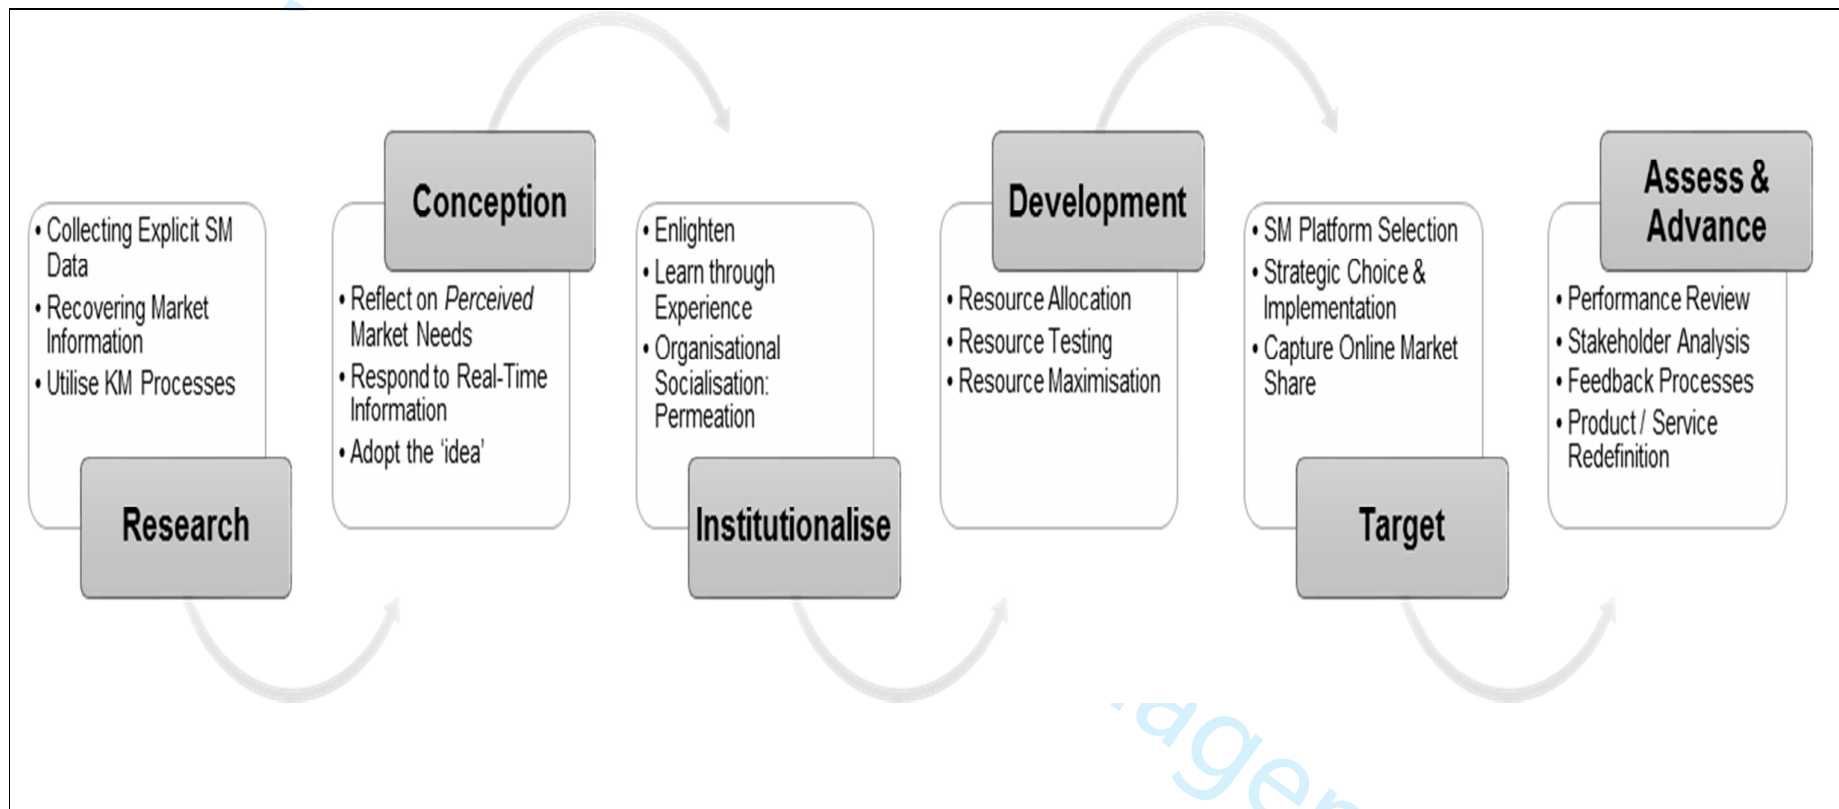 • Collecting Explicit SM
Data
• Recovering Market
Information
• Utilise KM Processes
Research
Conception
• Reflect on Perceived
Market Needs
• Respond to Real-Time
Information
• Adopt the ‘idea’
• Enlighten
• Learn through
Experience
• Organisational
Socialisation:
Permeation
Institutionalise
Development
• Resource Allocation
• Resource Testing
• Resource Maximisation
• SM Platform Selection
• Strategic Choice &
Implementation
• Capture Online Market
Share
Target
Assess &
Advance
• Performance Review
• Stakeholder Analysis
• Feedback Processes
• Product / Service
Redefinition